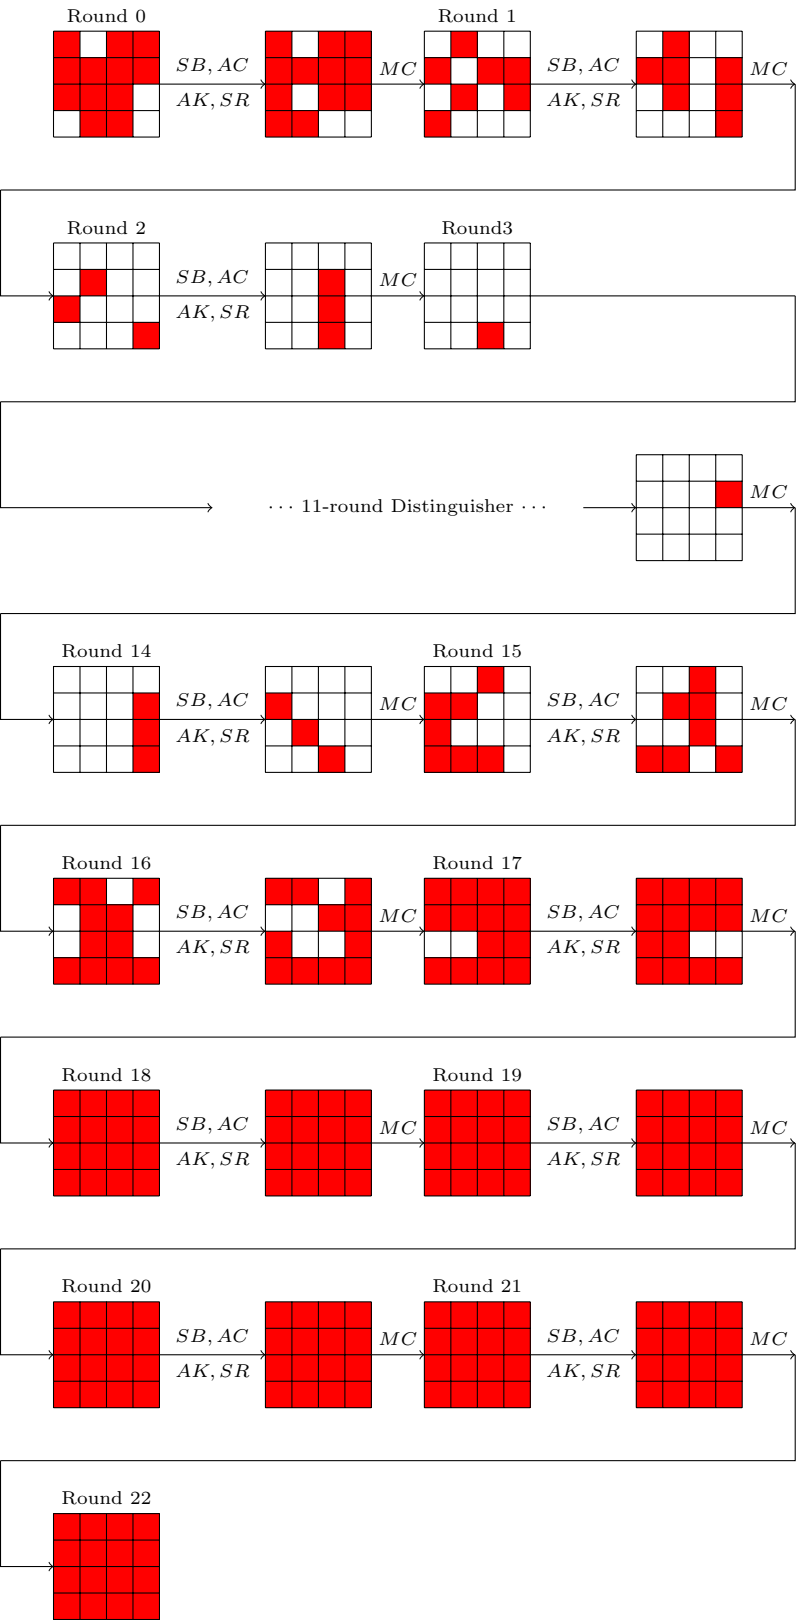 Round 0
Round 1
SB, AC
MC
SB, AC
MC
AK, SR
AK, SR
Round 2
Round3
SB, AC
MC
AK, SR
··· 11-round Distinguisher ···
MC
Round 14
Round 15
SB, AC
MC
SB, AC
MC
AK, SR
AK, SR
Round 16
Round 17
SB, AC
MC
SB, AC
MC
AK, SR
AK, SR
Round 18
Round 19
SB, AC
MC
SB, AC
MC
AK, SR
AK, SR
Round 20
Round 21
SB, AC
MC
SB, AC
MC
AK, SR
AK, SR
Round 22